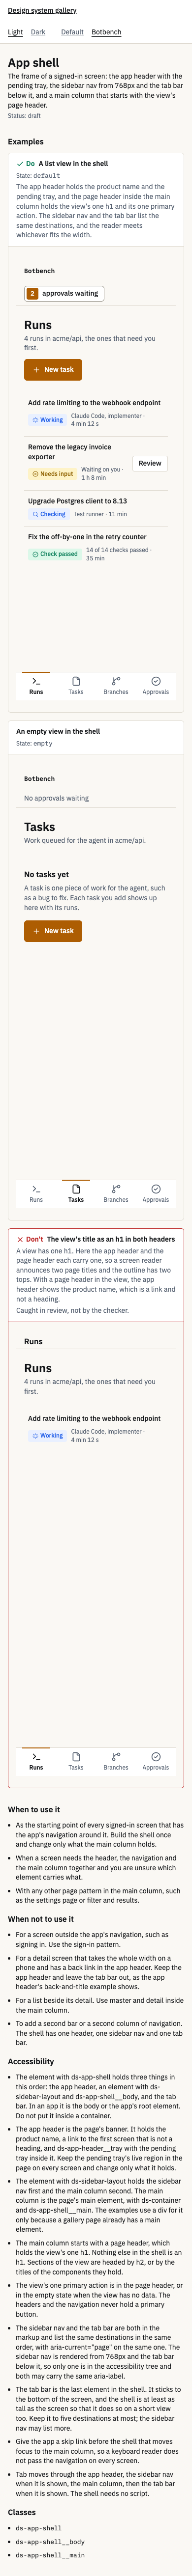 Design system gallery
Light Dark Default Botbench
App shell
The frame of a signed-in screen: the app header with the
pending tray, the sidebar nav from 768px and the tab bar
below it, and a main column that starts with the view's
page header.
Status: draft
Examples
Do A list view in the shell
State: default
The app header holds the product name and the
pending tray, and the page header inside the main
column holds the view's one h1 and its one primary
action. The sidebar nav and the tab bar list the
same destinations, and the reader meets
whichever fits the width.
Botbench
2 approvals waiting
Runs
4 runs in acme/api, the ones that need you
first.
New task
Add rate limiting to the webhook endpoint
Working
Claude Code, implementer ·
4 min 12 s
Remove the legacy invoice
exporter
Needs input
Waiting on you ·
1 h 8 min
Review
Upgrade Postgres client to 8.13
Checking
Test runner · 11 min
Fix the off-by-one in the retry counter
Check passed
14 of 14 checks passed ·
35 min
Runs Tasks Branches Approvals
An empty view in the shell
State: empty
Botbench
No approvals waiting
Tasks
Work queued for the agent in acme/api.
No tasks yet
A task is one piece of work for the agent, such
as a bug to fix. Each task you add shows up
here with its runs.
New task
Runs Tasks Branches Approvals
Don't The view's title as an h1 in both headers
A view has one h1. Here the app header and the
page header each carry one, so a screen reader
announces two page titles and the outline has two
tops. With a page header in the view, the app
header shows the product name, which is a link and
not a heading.
Caught in review, not by the checker.
Runs
Runs
4 runs in acme/api, the ones that need you
first.
Add rate limiting to the webhook endpoint
Working
Claude Code, implementer ·
4 min 12 s
Runs Tasks Branches Approvals
When to use it
As the starting point of every signed-in screen that has
the app's navigation around it. Build the shell once
and change only what the main column holds.
When a screen needs the header, the navigation and
the main column together and you are unsure which
element carries what.
With any other page pattern in the main column, such
as the settings page or filter and results.
When not to use it
For a screen outside the app's navigation, such as
signing in. Use the sign-in pattern.
For a detail screen that takes the whole width on a
phone and has a back link in the app header. Keep the
app header and leave the tab bar out, as the app
header's back-and-title example shows.
For a list beside its detail. Use master and detail inside
the main column.
To add a second bar or a second column of navigation.
The shell has one header, one sidebar nav and one tab
bar.
Accessibility
The element with ds-app-shell holds three things in
this order: the app header, an element with ds-
sidebar-layout and ds-app-shell__body, and the tab
bar. In an app it is the body or the app's root element.
Do not put it inside a container.
The app header is the page's banner. It holds the
product name, a link to the first screen that is not a
heading, and ds-app-header__tray with the pending
tray inside it. Keep the pending tray's live region in the
page on every screen and change only what it holds.
The element with ds-sidebar-layout holds the sidebar
nav first and the main column second. The main
column is the page's main element, with ds-container
and ds-app-shell__main. The examples use a div for it
only because a gallery page already has a main
element.
The main column starts with a page header, which
holds the view's one h1. Nothing else in the shell is an
h1. Sections of the view are headed by h2, or by the
titles of the components they hold.
The view's one primary action is in the page header, or
in the empty state when the view has no data. The
headers and the navigation never hold a primary
button.
The sidebar nav and the tab bar are both in the
markup and list the same destinations in the same
order, with aria-current="page" on the same one. The
sidebar nav is rendered from 768px and the tab bar
below it, so only one is in the accessibility tree and
both may carry the same aria-label.
The tab bar is the last element in the shell. It sticks to
the bottom of the screen, and the shell is at least as
tall as the screen so that it does so on a short view
too. Keep it to five destinations at most; the sidebar
nav may list more.
Give the app a skip link before the shell that moves
focus to the main column, so a keyboard reader does
not pass the navigation on every screen.
Tab moves through the app header, the sidebar nav
when it is shown, the main column, then the tab bar
when it is shown. The shell needs no script.
Classes
ds-app-shell
ds-app-shell__body
ds-app-shell__main